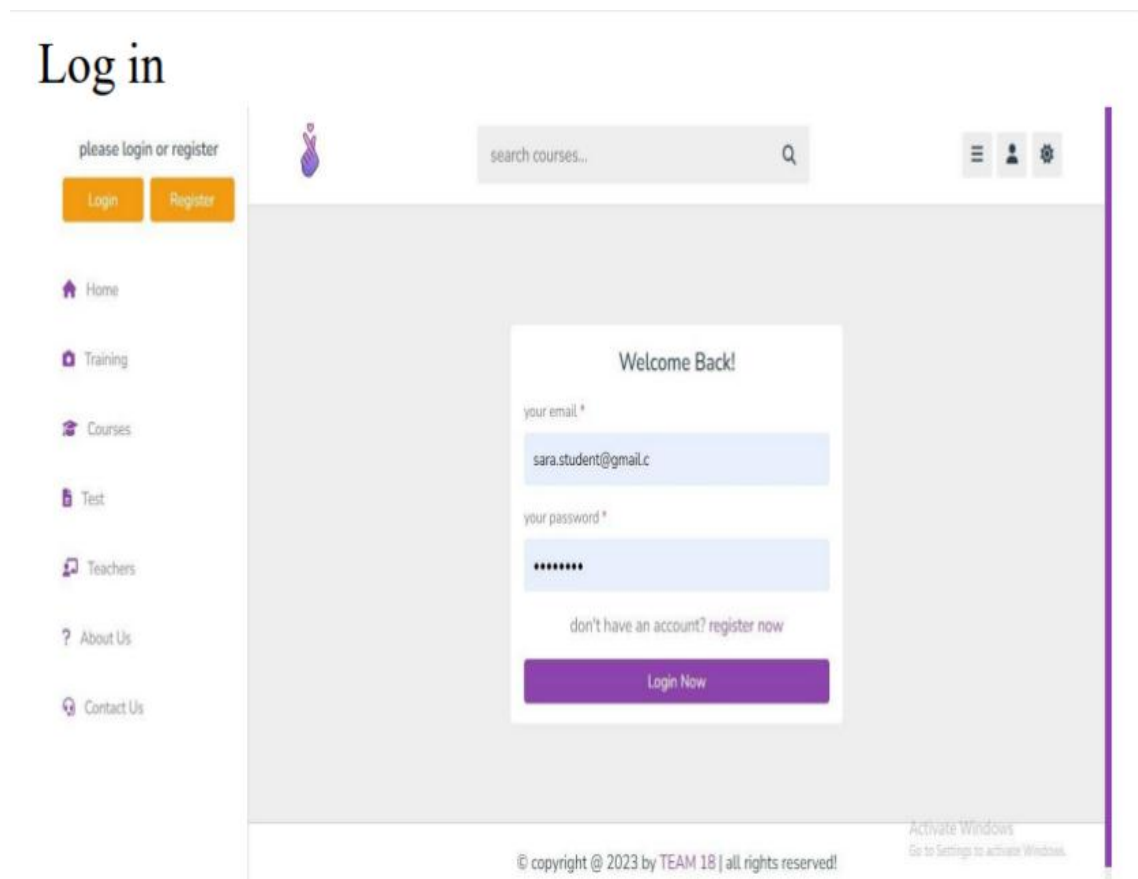 Log in
please login or register
Login Register
search courses...
Home
Training
Courses
Test
Teachers
? About Us
Contact Us
Welcome Back!
your email *
sara.student@gmail.c
your password *
••••••••
don't have an account? register now
Login Now
Activate Windows
Go to Settings to activate Windows.
© copyright @ 2023 by TEAM 18 | all rights reserved!